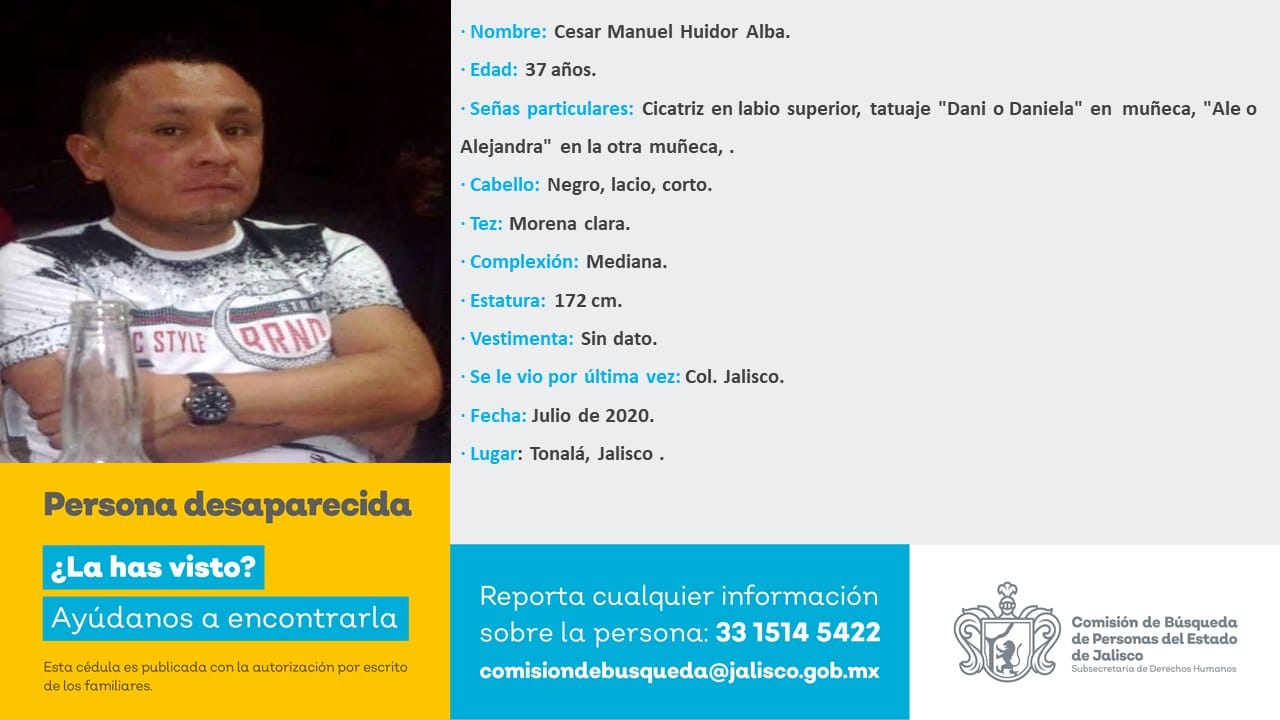 · Nombre: Cesar Manuel Huidor Alba.
· Edad: 37 años.
· Señas particulares: Cicatriz en labio superior, tatuaje "Dani o Daniela" en muñeca, "Ale o
Alejandra" en la otra muñeca, .
· Cabello: Negro, lacio, corto.
· Tez: Morena clara.
· Complexión: Mediana.
· Estatura: 172 cm.
· Vestimenta: Sin dato.
· Se le vio por última vez: Col. Jalisco.
· Fecha: Julio de 2020.
· Lugar: Tonalá, Jalisco .
C STYLE
BRND
Persona desaparecida
¿La has visto?
Ayúdanos a encontrarla
Esta cédula es publicada con la autorización por escrito
de los familiares.
Reporta cualquier información
sobre la persona: 33 1514 5422
comisiondebusqueda@jalisco.gob.mx
Comisión de Búsqueda
de Personas del Estado
de Jalisco
Subsecretaría de Derechos Humanos